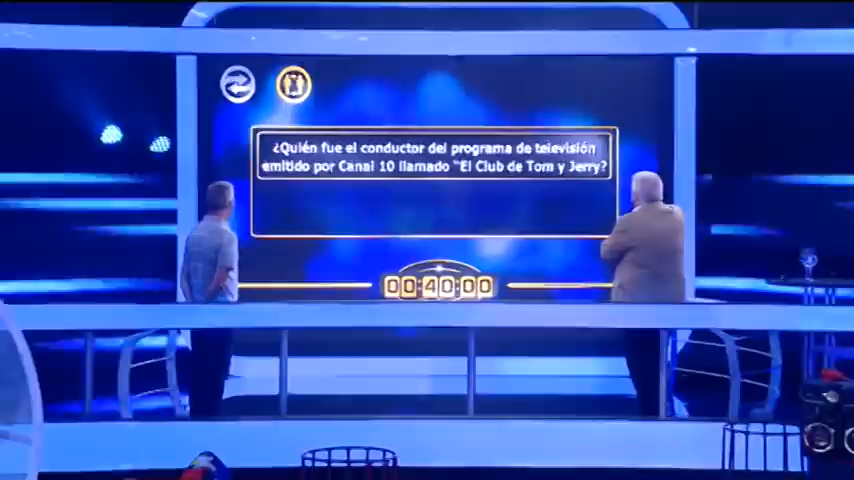 ¿Quién fue el conductor del programa de televisión
emitido por Canal 10 llamado "El Club de Tom y Jerry?
00:40:00